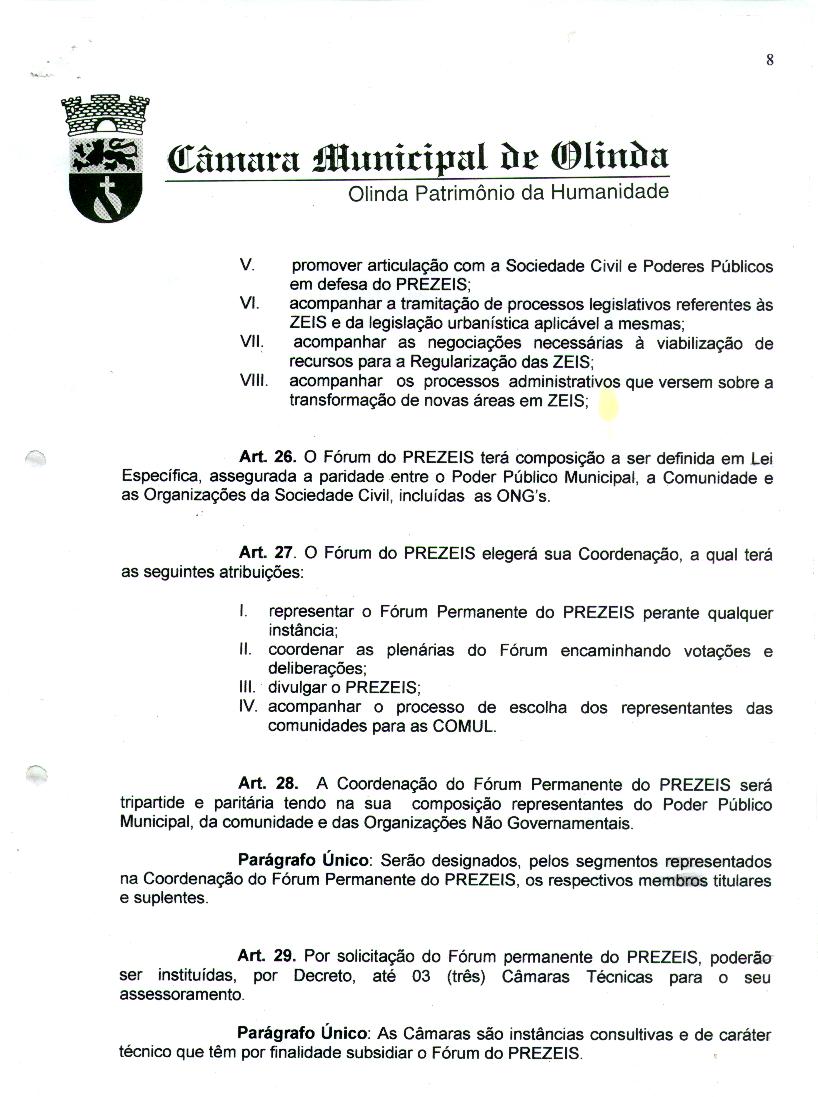 8
Câmara Municipal de Olinda
Olinda Patrimônio da Humanidade
V. promover articulação com a Sociedade Civil e Poderes Públicos
em defesa do PREZEIS;
VI. acompanhar a tramitação de processos legislativos referentes às
ZEIS e da legislação urbanística aplicável a mesmas;
VII. acompanhar as negociações necessárias à viabilização de
recursos para a Regularização das ZEIS;
VIII. acompanhar os processos administrativos que versem sobre a
transformação de novas áreas em ZEIS;
Art. 26. O Fórum do PREZEIS terá composição a ser definida em Lei
Específica, assegurada a paridade entre o Poder Público Municipal, a Comunidade e
as Organizações da Sociedade Civil, incluídas as ONG's.
Art. 27. O Fórum do PREZEIS elegerá sua Coordenação, a qual terá
as seguintes atribuições:
I. representar o Fórum Permanente do PREZEIS perante qualquer
instância;
II. coordenar as plenárias do Fórum encaminhando votações e
deliberações;
III. divulgar o PREZEIS;
IV. acompanhar o processo de escolha dos representantes das
comunidades para as COMUL.
Art. 28. A Coordenação do Fórum Permanente do PREZEIS será
tripartide e paritária tendo na sua composição representantes do Poder Público
Municipal, da comunidade e das Organizações Não Governamentais.
Parágrafo Único: Serão designados, pelos segmentos representados
na Coordenação do Fórum Permanente do PREZEIS, os respectivos membros titulares
e suplentes.
Art. 29. Por solicitação do Fórum permanente do PREZEIS, poderão
ser instituídas, por Decreto, até 03 (três) Câmaras Técnicas para o seu
assessoramento.
Parágrafo Único: As Câmaras são instâncias consultivas e de caráter
técnico que têm por finalidade subsidiar o Fórum do PREZEIS.